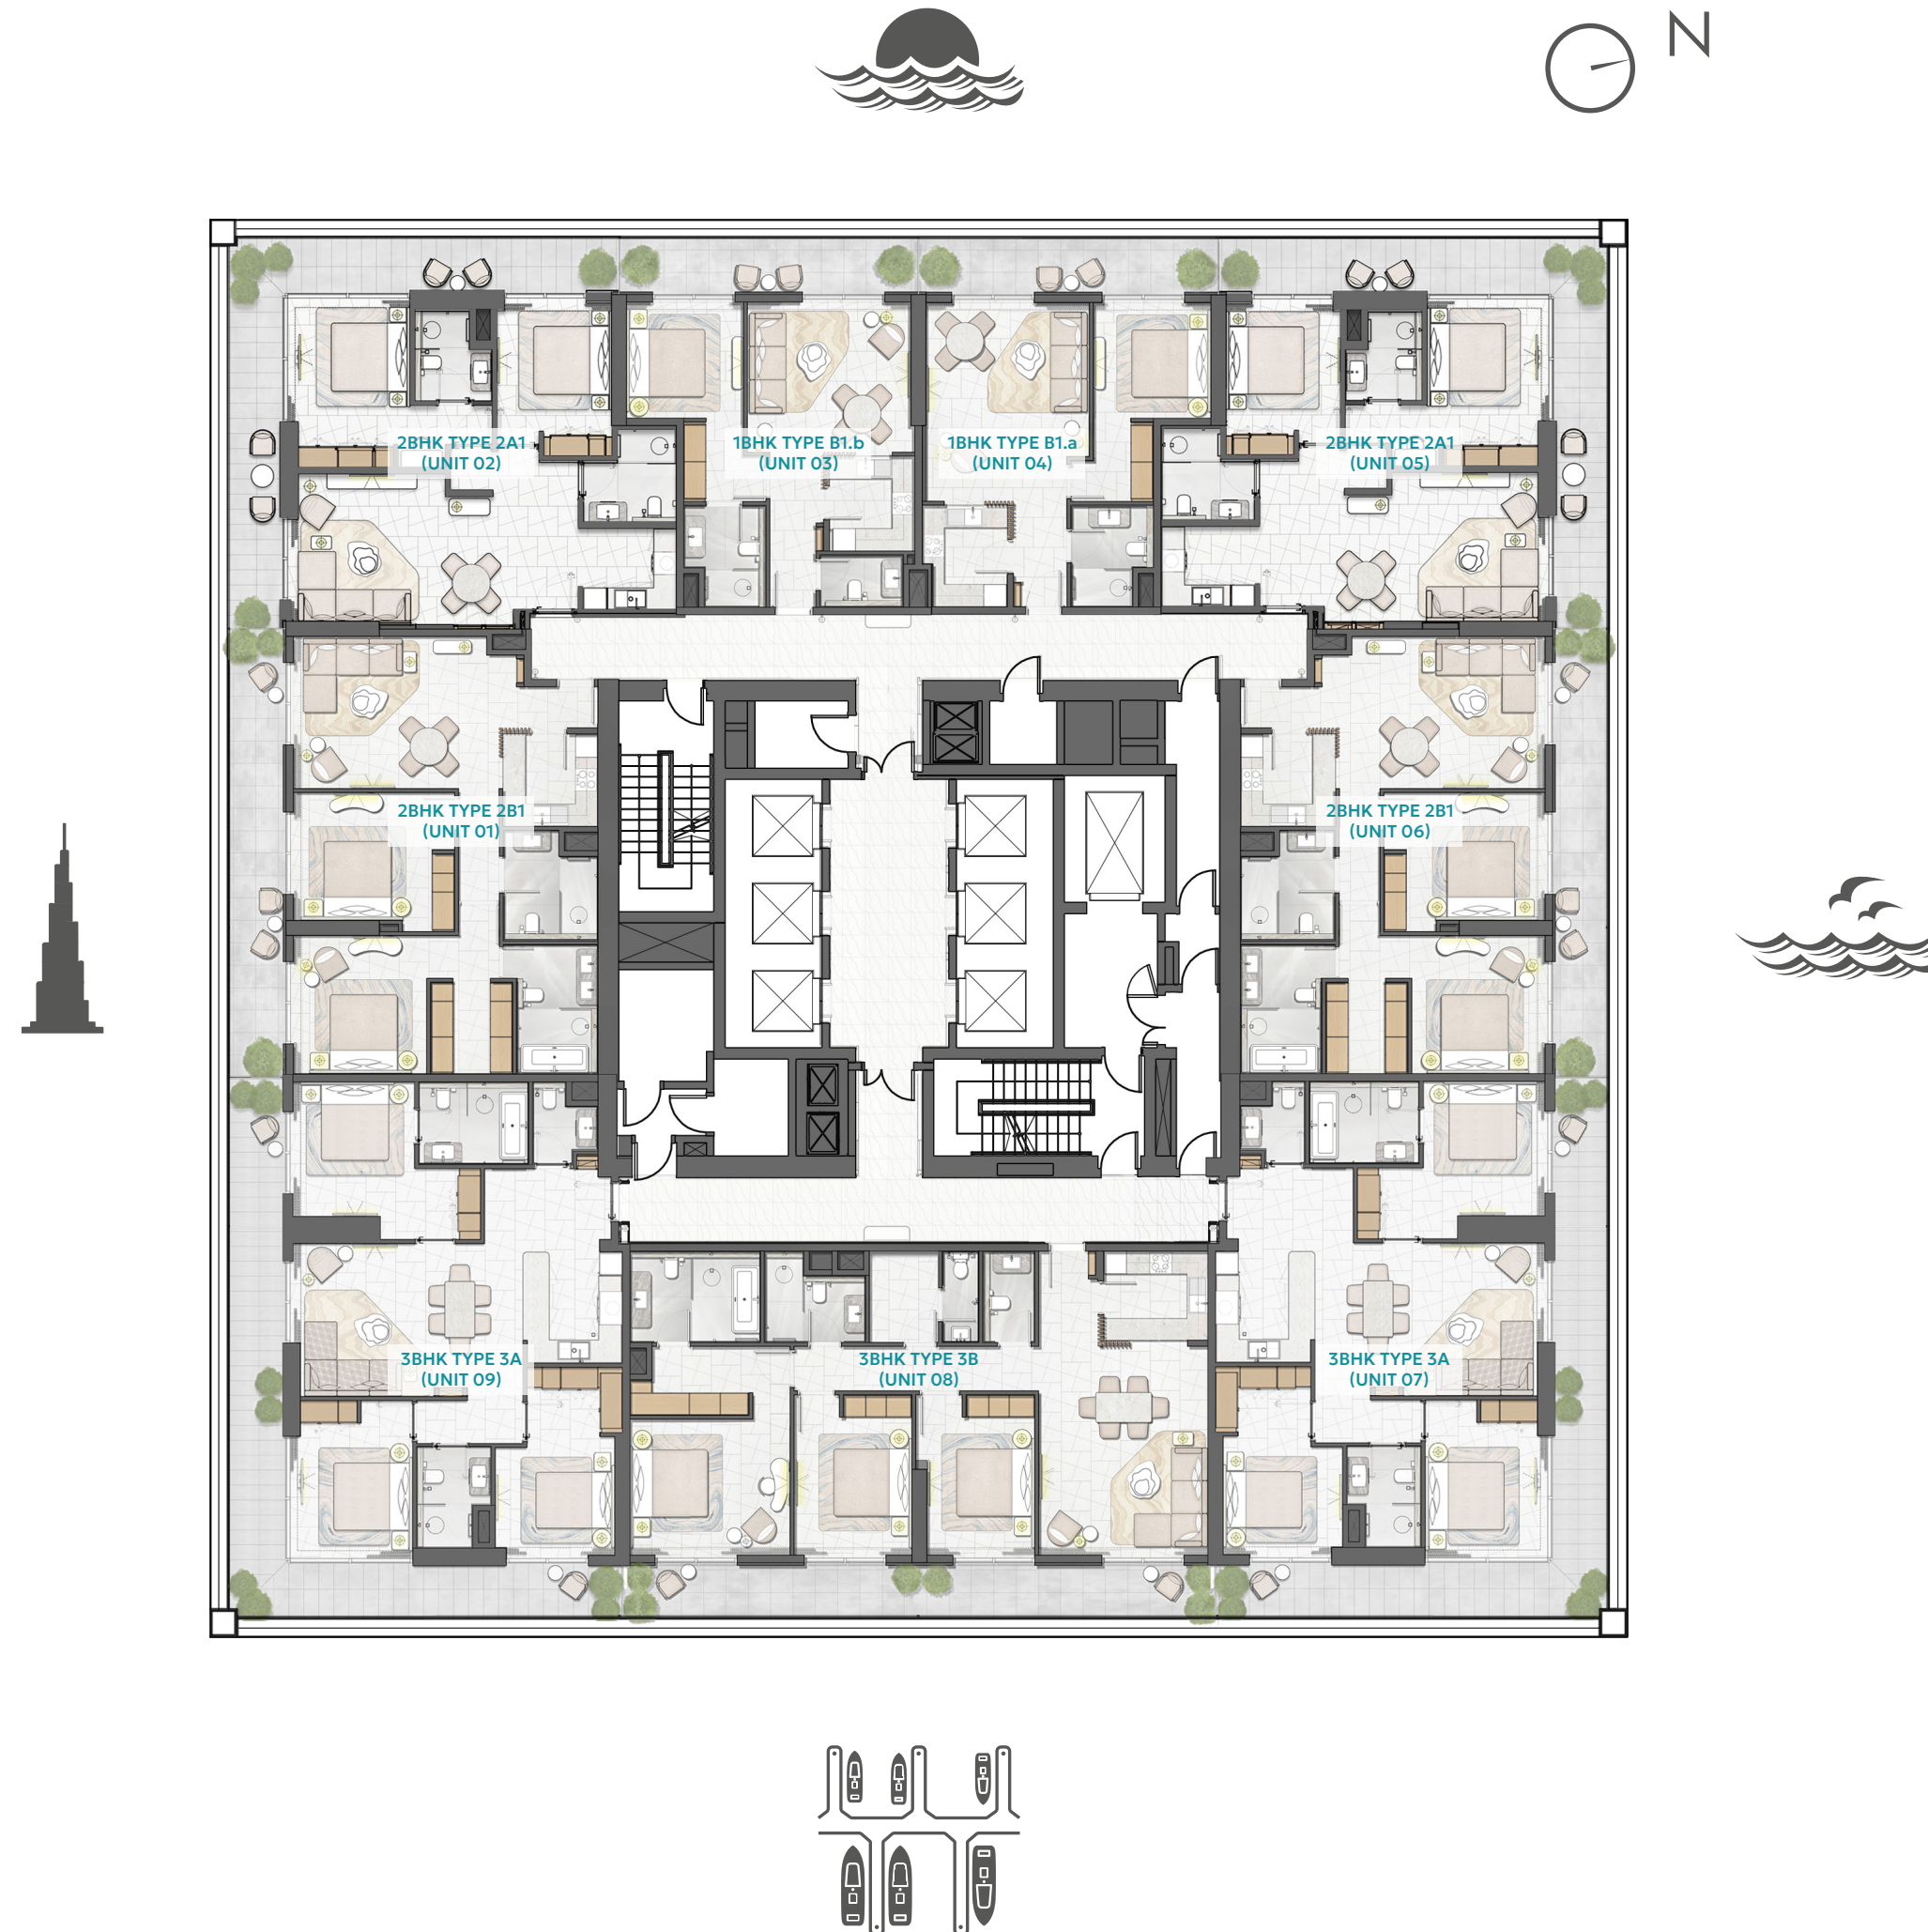 N
2BHK TYPE 2A1
(UNIT 02)
1BHK TYPE B1.b
(UNIT 03)
1BHK TYPE B1.a
(UNIT 04)
2BHK TYPE 2A1
(UNIT 05)
2BHK TYPE 2B1
(UNIT 01)
2BHK TYPE 2B1
(UNIT 06)
3BHK TYPE 3A
(UNIT 09)
3BHK TYPE 3B
(UNIT 08)
3BHK TYPE 3A
(UNIT 07)